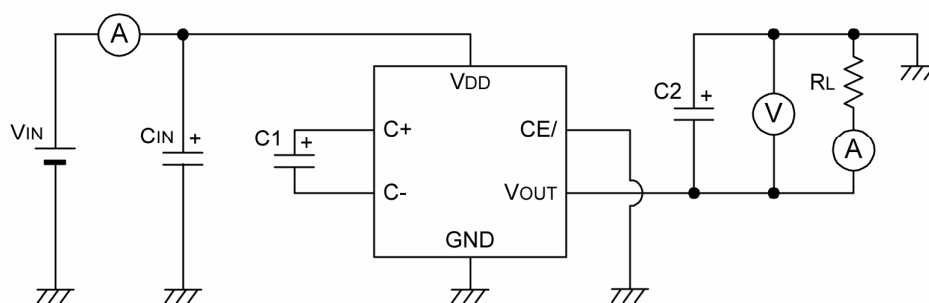 A
VDD
RL
C2 +
VIN
CIN +
C1 +
C+
CE/
V
A
C-
VOUT
GND